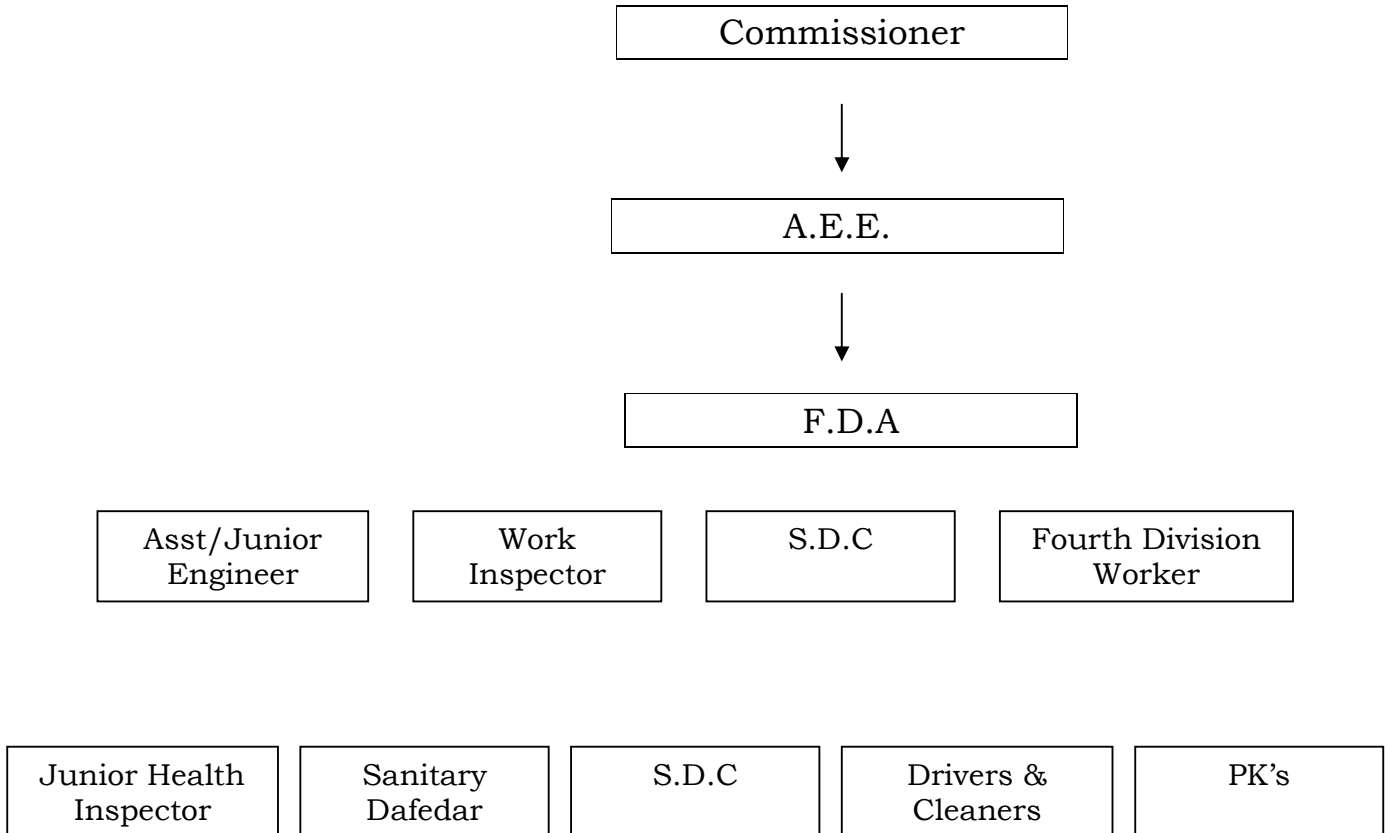 Commissioner
A.E.E.
F.D.A
Asst/Junior
Engineer
Work
Inspector
S.D.C
Fourth Division
Worker
Junior Health
Inspector
Sanitary
Dafedar
S.D.C
Drivers &
Cleaners
PK's